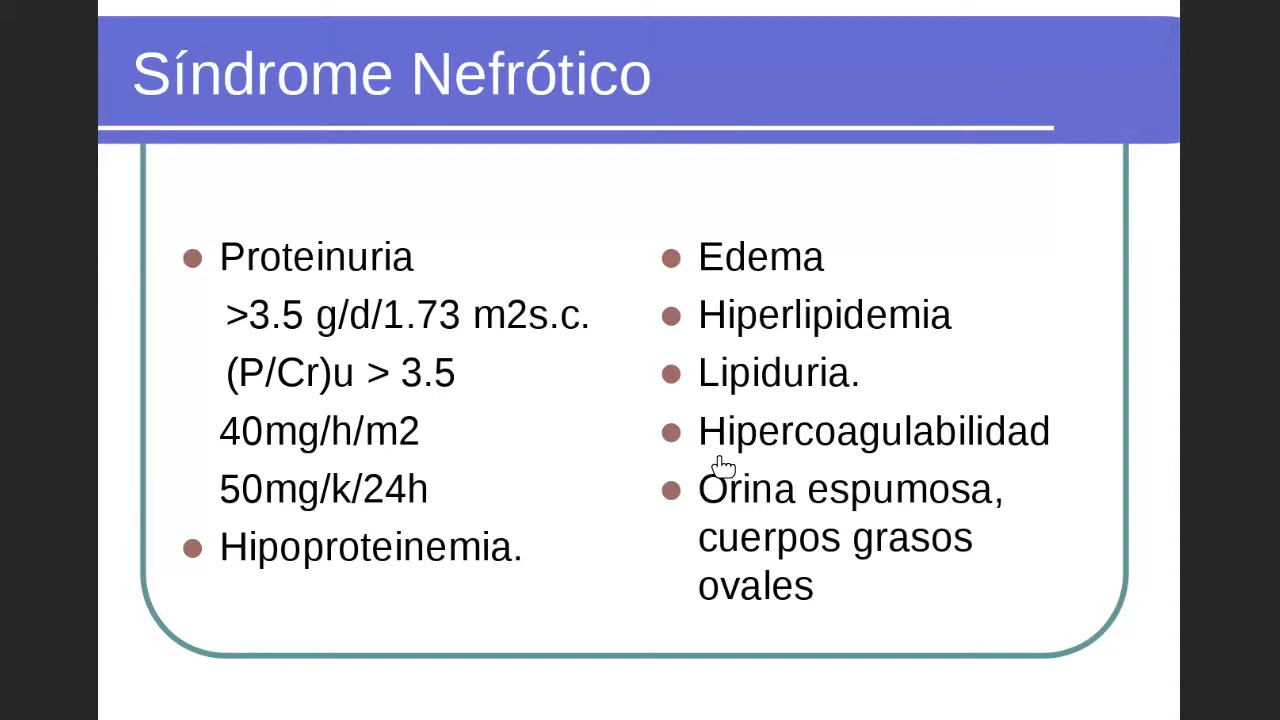 Síndrome Nefrótico
Proteinuria
>3.5 g/d/1.73 m2s.c.
(P/Cr)u > 3.5
40mg/h/m2
50mg/k/24h
Hipoproteinemia.
Edema
Hiperlipidemia
Lipiduria.
Hipercoagulabilidad
Orina espumosa,
cuerpos grasos
ovales